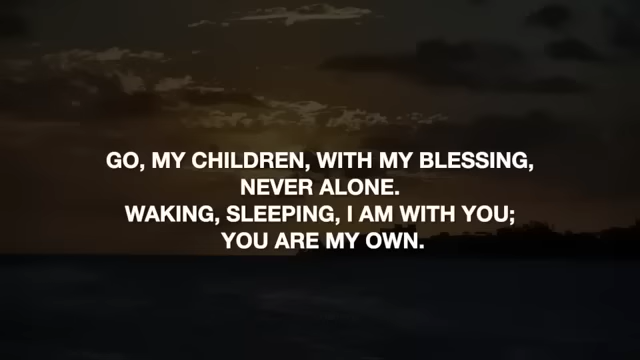 GO, MY CHILDREN, WITH MY BLESSING,
NEVER ALONE.
WAKING, SLEEPING, I AM WITH YOU;
YOU ARE MY OWN.